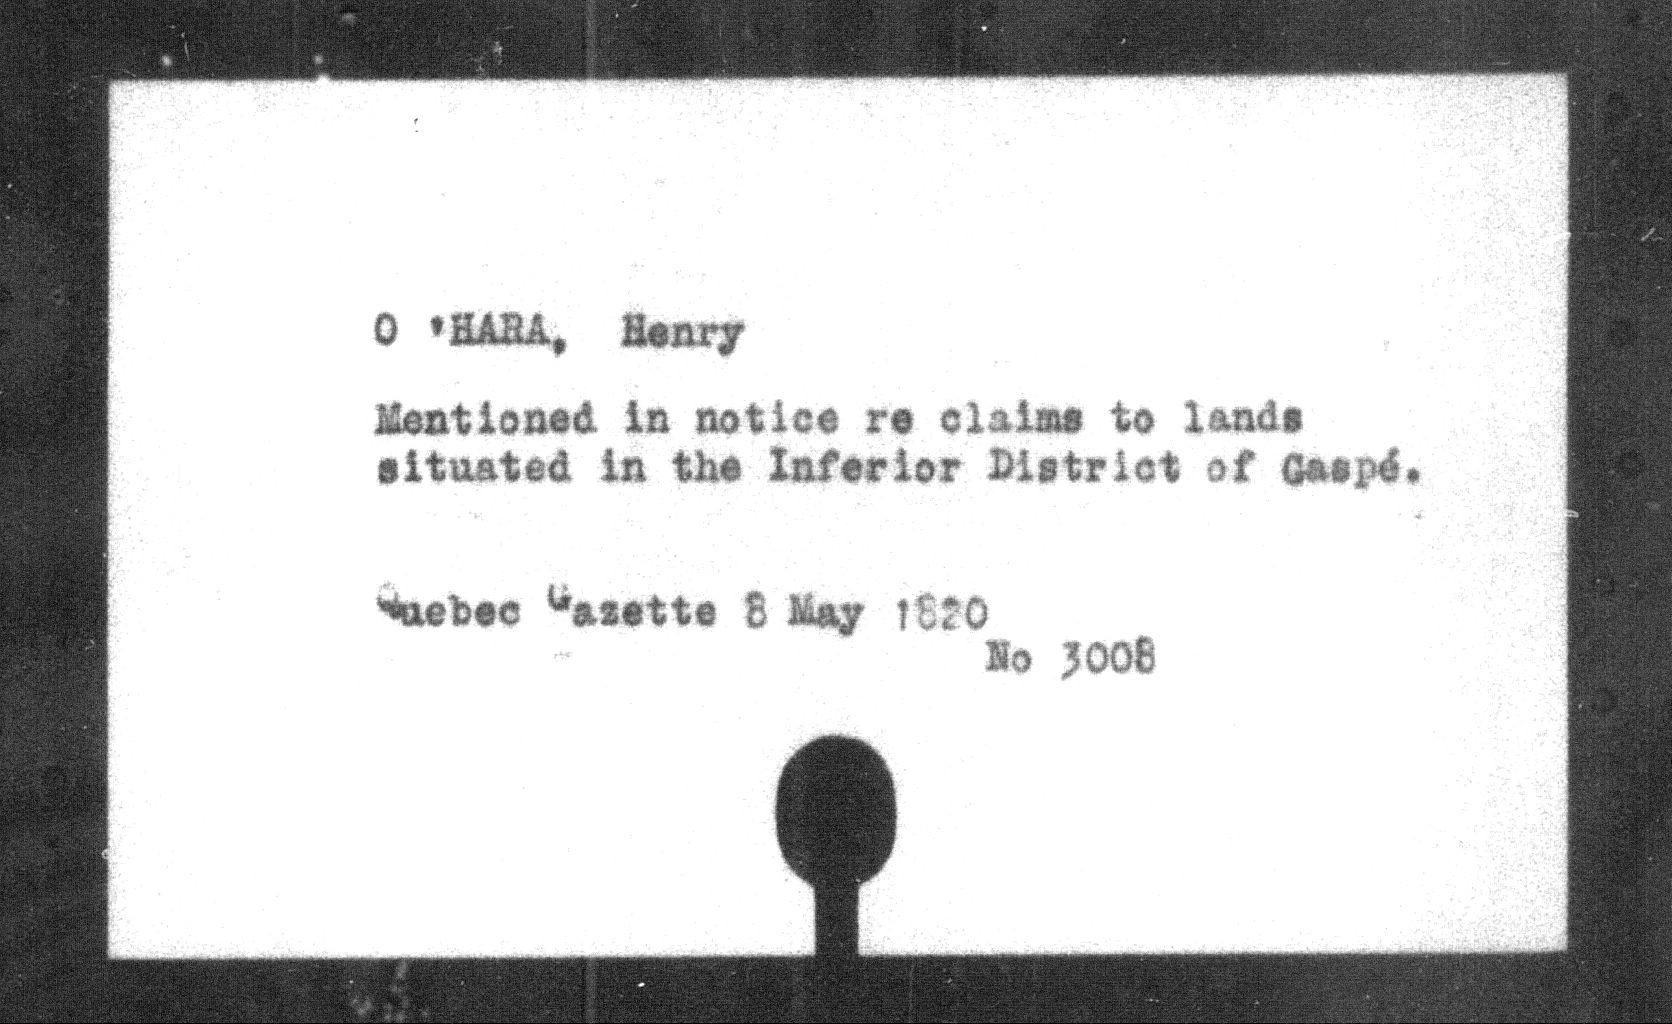 O 'HARA, Henry
Mentioned in notice re claims to lands
situated in the Inferior District of Gaspé.
Quebec Gazette 8 May 1820
No 3008